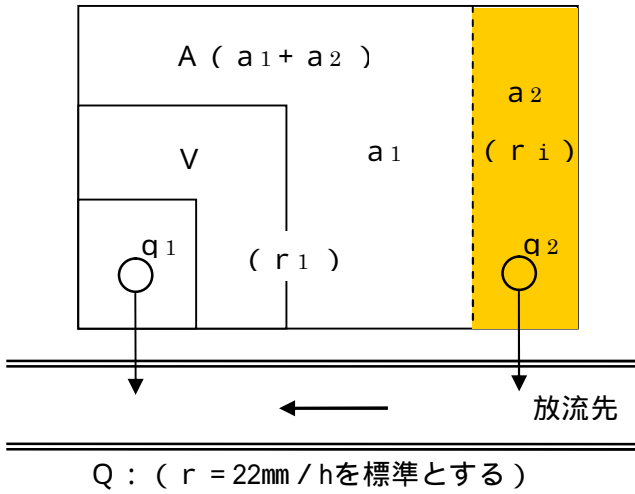 A(a1+a2)
a2
V
a1
(ri)
q1
(r1)
q2
放流先
Q:(r=22mm/hを標準とする)